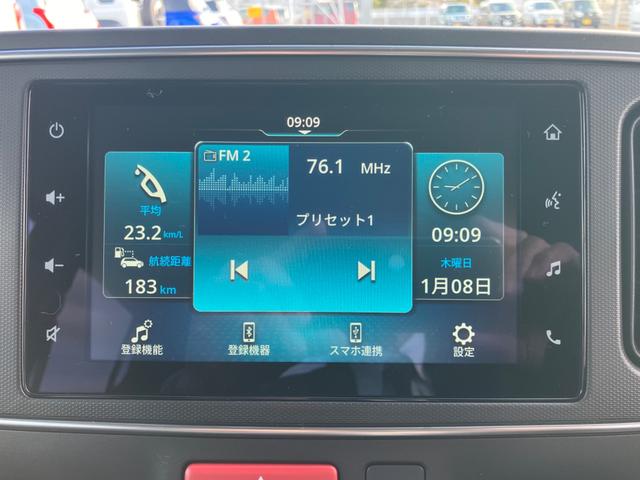 09:09
FM 2
76.1 MHz
プリセット1
平均
23.2 km/L
航続距離
183 km
09:09
木曜日
1月08日
登録機能
登録機器
スマホ連携
設定